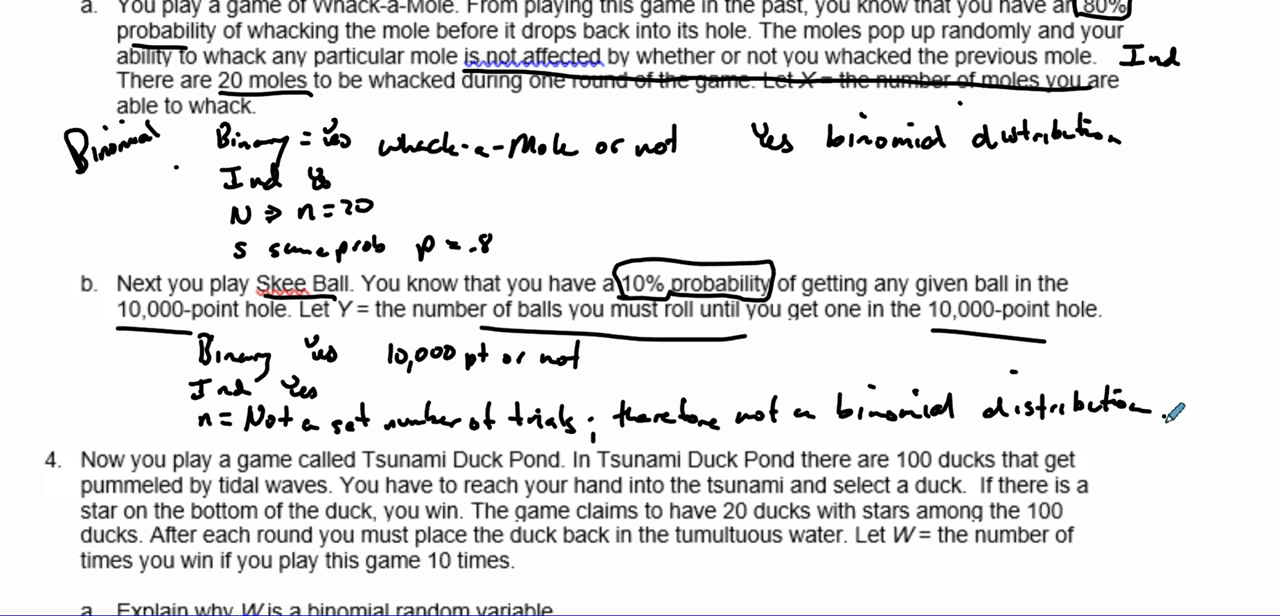 a. You play a game of Whack-a-Mole. From playing this game in the past, you know that you have an 80%
probability of whacking the mole before it drops back into its hole. The moles pop up randomly and your
ability to whack any particular mole is not affected by whether or not you whacked the previous mole. Ind
There are 20 moles to be whacked during one round of the game. Let X = the number of moles you are
able to whack.
Binomial Binary = Yes whack-a-Mole or not Yes binomial distribution
Ind Yes
N => n = 20
S same prob p = .8
b. Next you play Skee Ball. You know that you have a 10% probability of getting any given ball in the
10,000-point hole. Let Y = the number of balls you must roll until you get one in the 10,000-point hole.
Binary Yes 10,000 pt or not
Ind Yes
n = Not a set number of trials; therefore not a binomial distribution.
4. Now you play a game called Tsunami Duck Pond. In Tsunami Duck Pond there are 100 ducks that get
pummeled by tidal waves. You have to reach your hand into the tsunami and select a duck. If there is a
star on the bottom of the duck, you win. The game claims to have 20 ducks with stars among the 100
ducks. After each round you must place the duck back in the tumultuous water. Let W = the number of
times you win if you play this game 10 times.
a. Explain why W is a binomial random variable